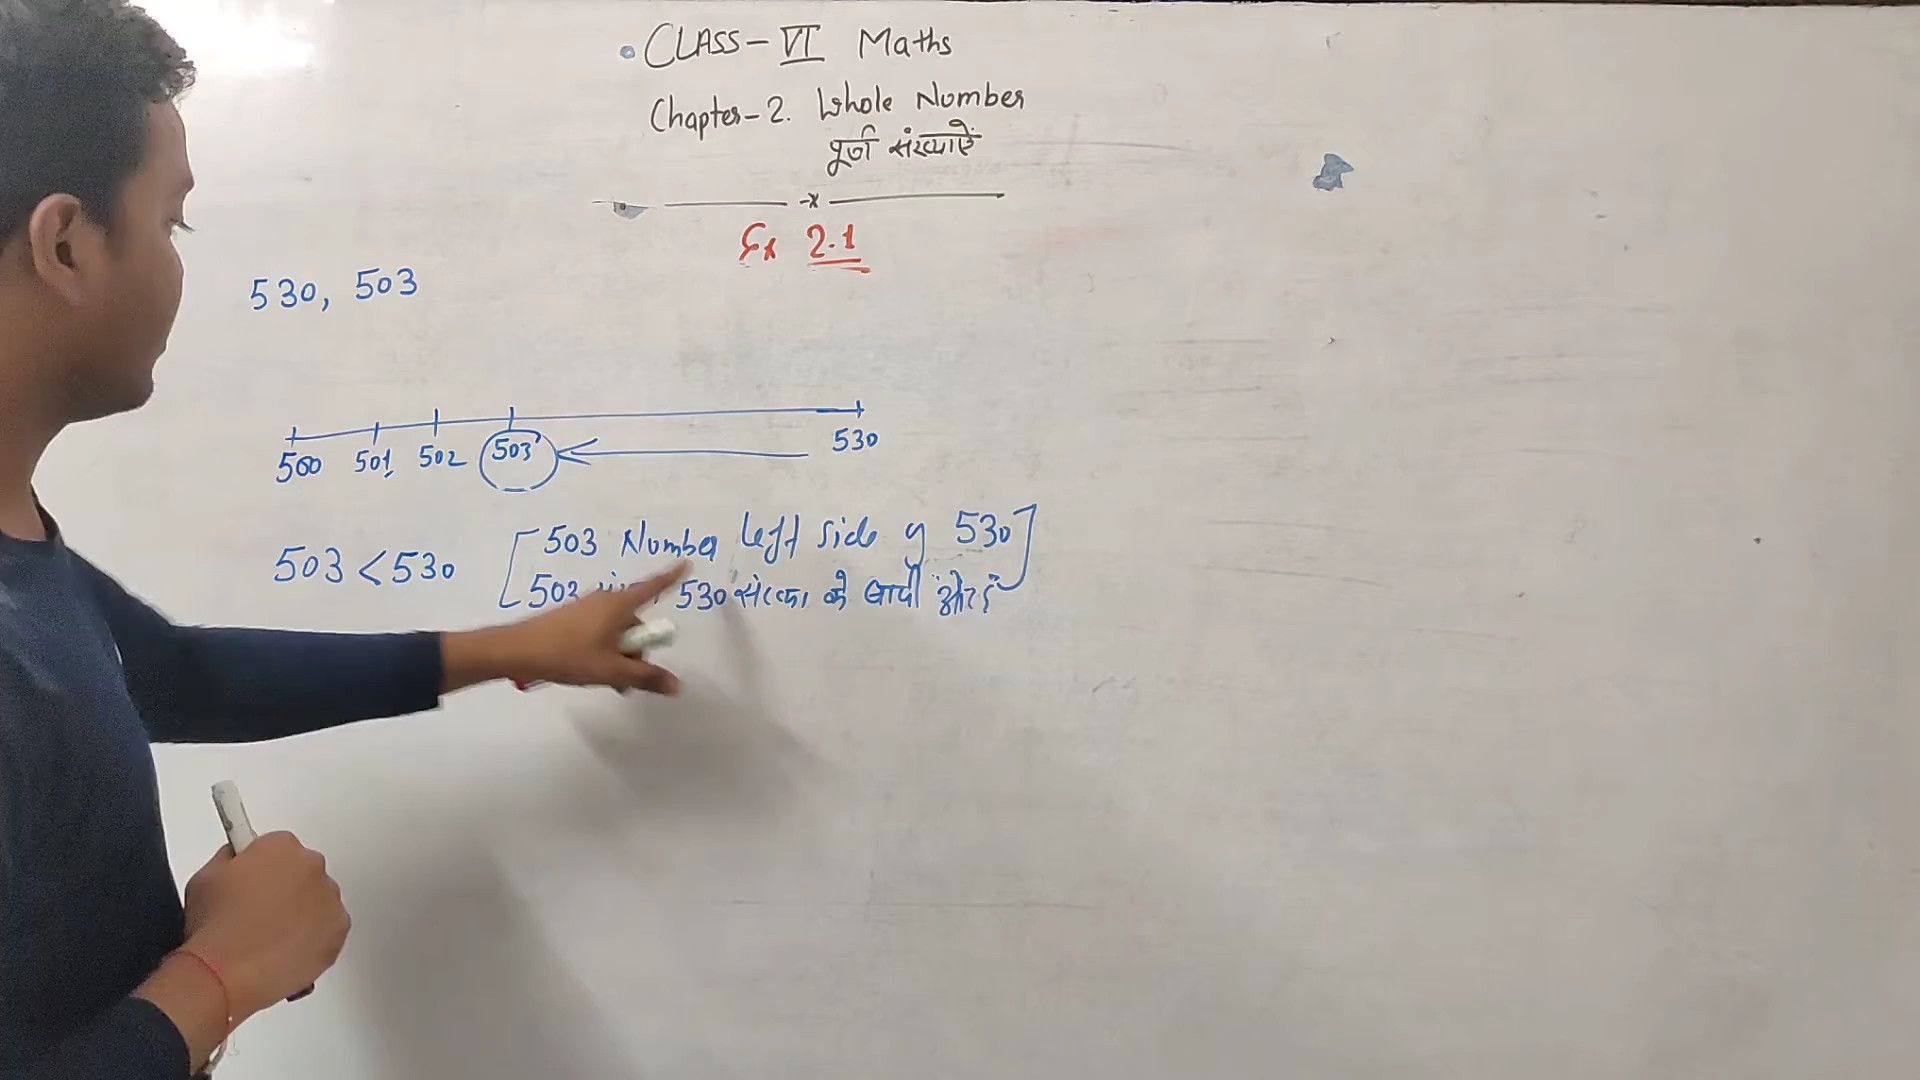 CLASS-VI Maths
Chapter-2. Whole Number
पूर्ण संख्याऐं
Ex 2.1
530, 503
500 501 502 503 530
503 < 530
[503 Number left side of 530]
503 530 संख्या के बायीं ओर है